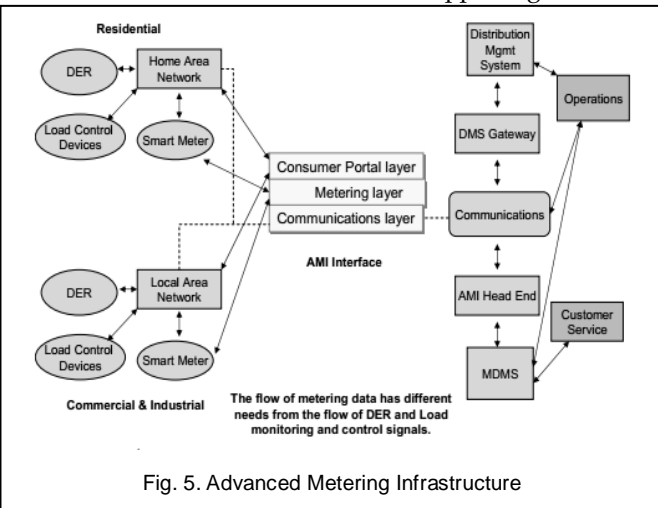 Residential
DER
Home Area
Network
Load Control
Devices
Smart Meter
Consumer Portal layer
Metering layer
Communications layer
AMI Interface
Distribution
Mgmt
System
Operations
DMS Gateway
Communications
AMI Head End
Customer
Service
MDMS
DER
Local Area
Network
Load Control
Devices
Smart Meter
Commercial & Industrial
The flow of metering data has different
needs from the flow of DER and Load
monitoring and control signals.
Fig. 5. Advanced Metering Infrastructure